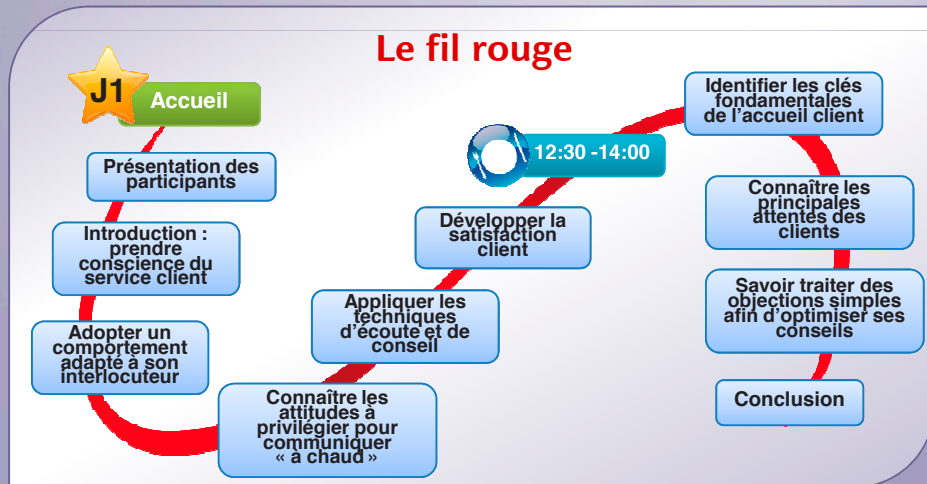 Le fil rouge
J1
Accueil
Présentation des
participants
Introduction :
prendre
conscience du
service client
Adopter un
comportement
adapté à son
interlocuteur
Connaître les
attitudes à
privilégier pour
communiquer
« à chaud »
Appliquer les
techniques
d'écoute et de
conseil
Développer la
satisfaction
client
12:30 -14:00
Identifier les clés
fondamentales
de l'accueil client
Connaître les
principales
attentes des
clients
Savoir traiter des
objections simples
afin d'optimiser ses
conseils
Conclusion